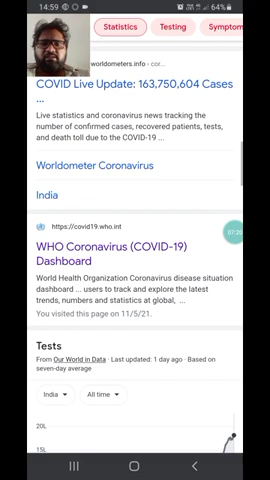 14:59
64%
Statistics
Testing
Symptom
worldometers.info › cor...
COVID Live Update: 163,750,604 Cases
...
Live statistics and coronavirus news tracking the
number of confirmed cases, recovered patients, tests,
and death toll due to the COVID-19 ...
Worldometer Coronavirus
India
https://covid19.who.int
07:20
WHO Coronavirus (COVID-19)
Dashboard
World Health Organization Coronavirus disease situation
dashboard ... users to track and explore the latest
trends, numbers and statistics at global, ...
You visited this page on 11/5/21.
Tests
From Our World in Data · Last updated: 1 day ago · Based on
seven-day average
India
All time
20L
15L